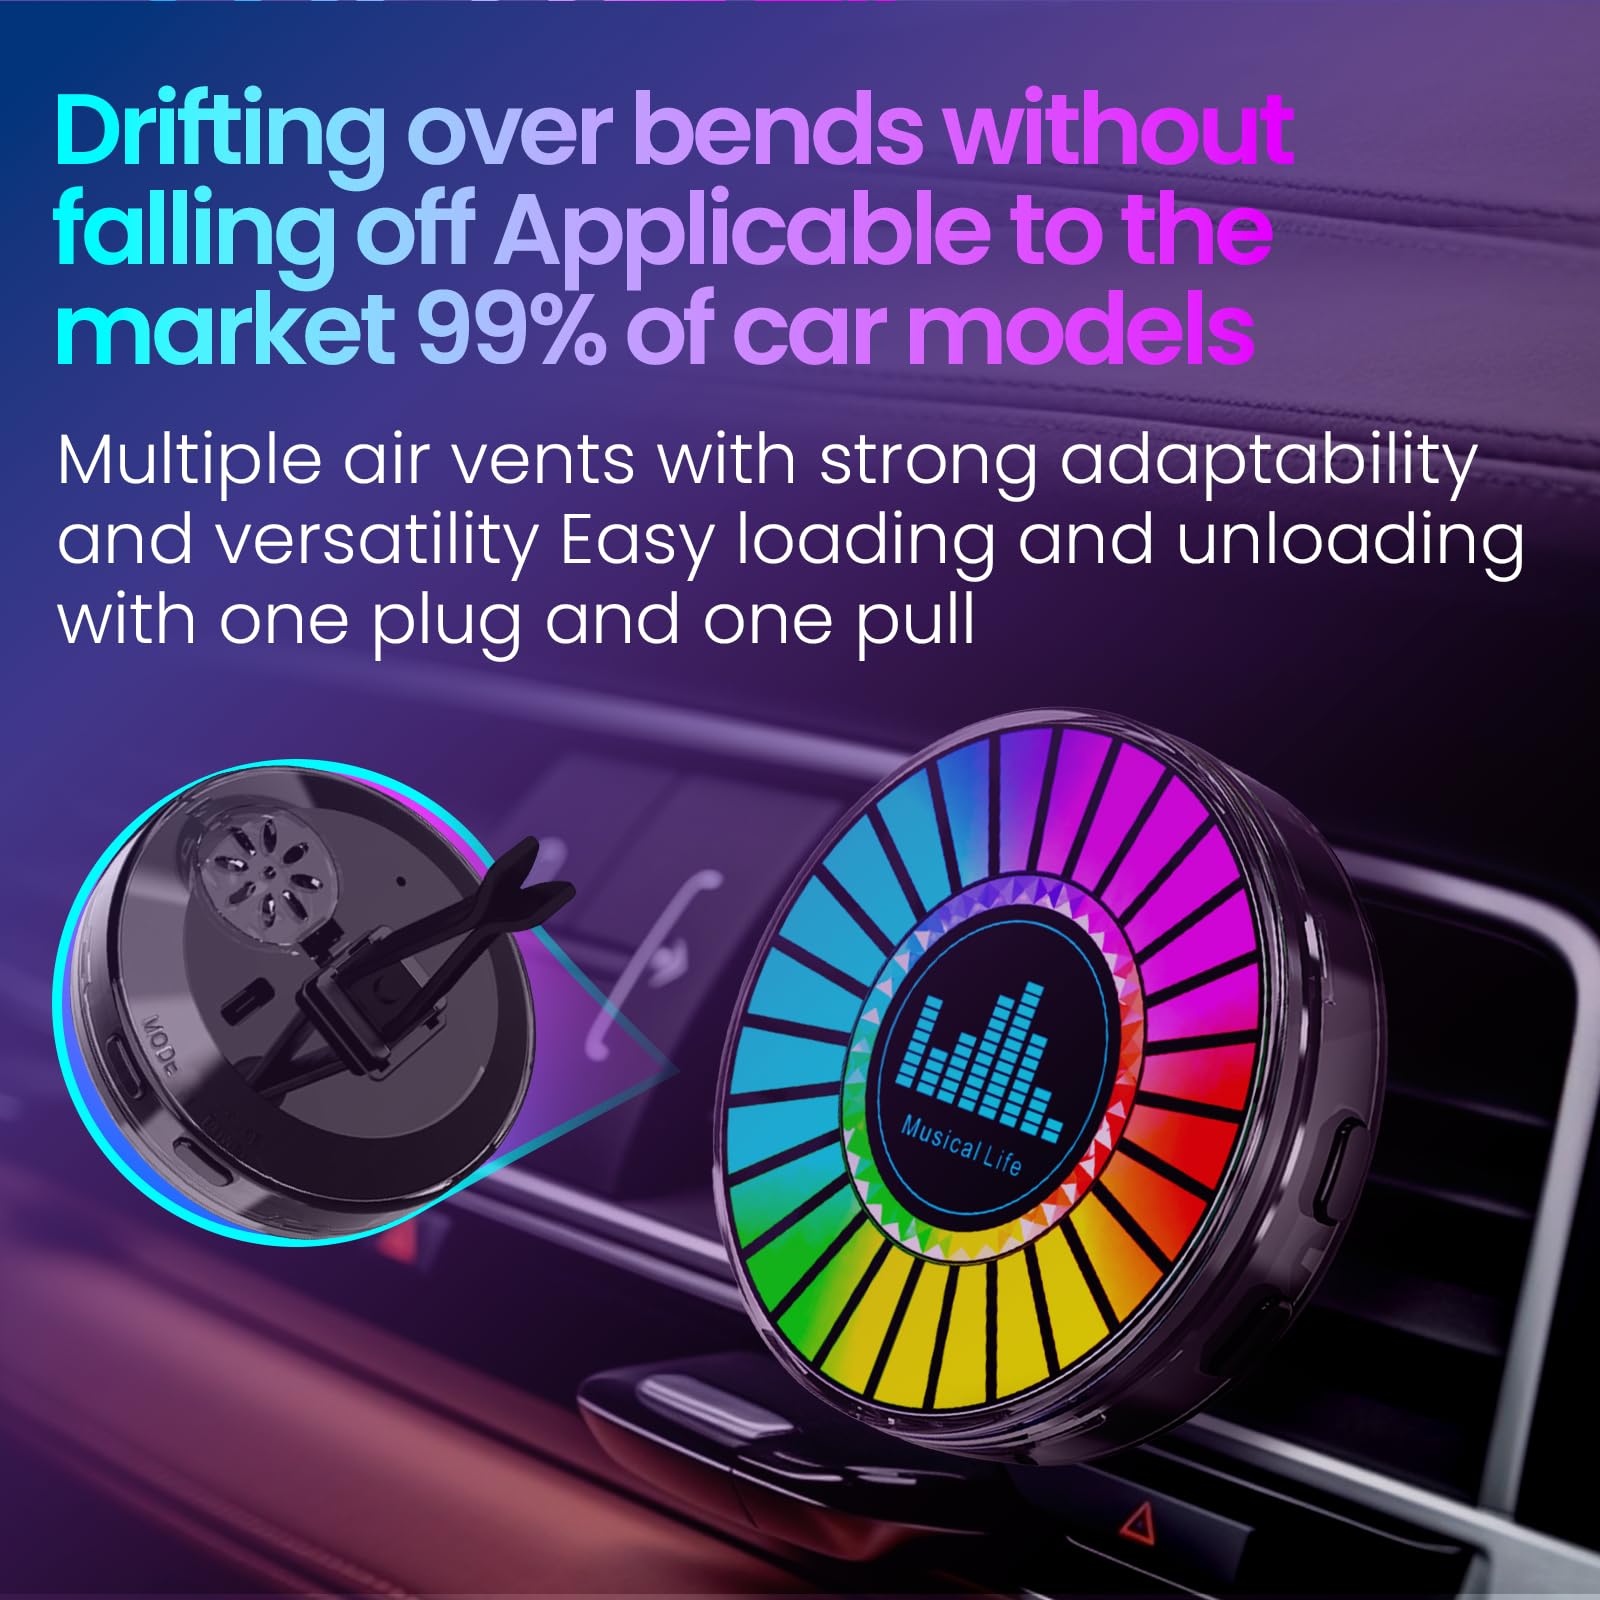 Drifting over bends without
falling off Applicable to the
market 99% of car models
Multiple air vents with strong adaptability
and versatility Easy loading and unloading
with one plug and one pull
MODE
Musical Life